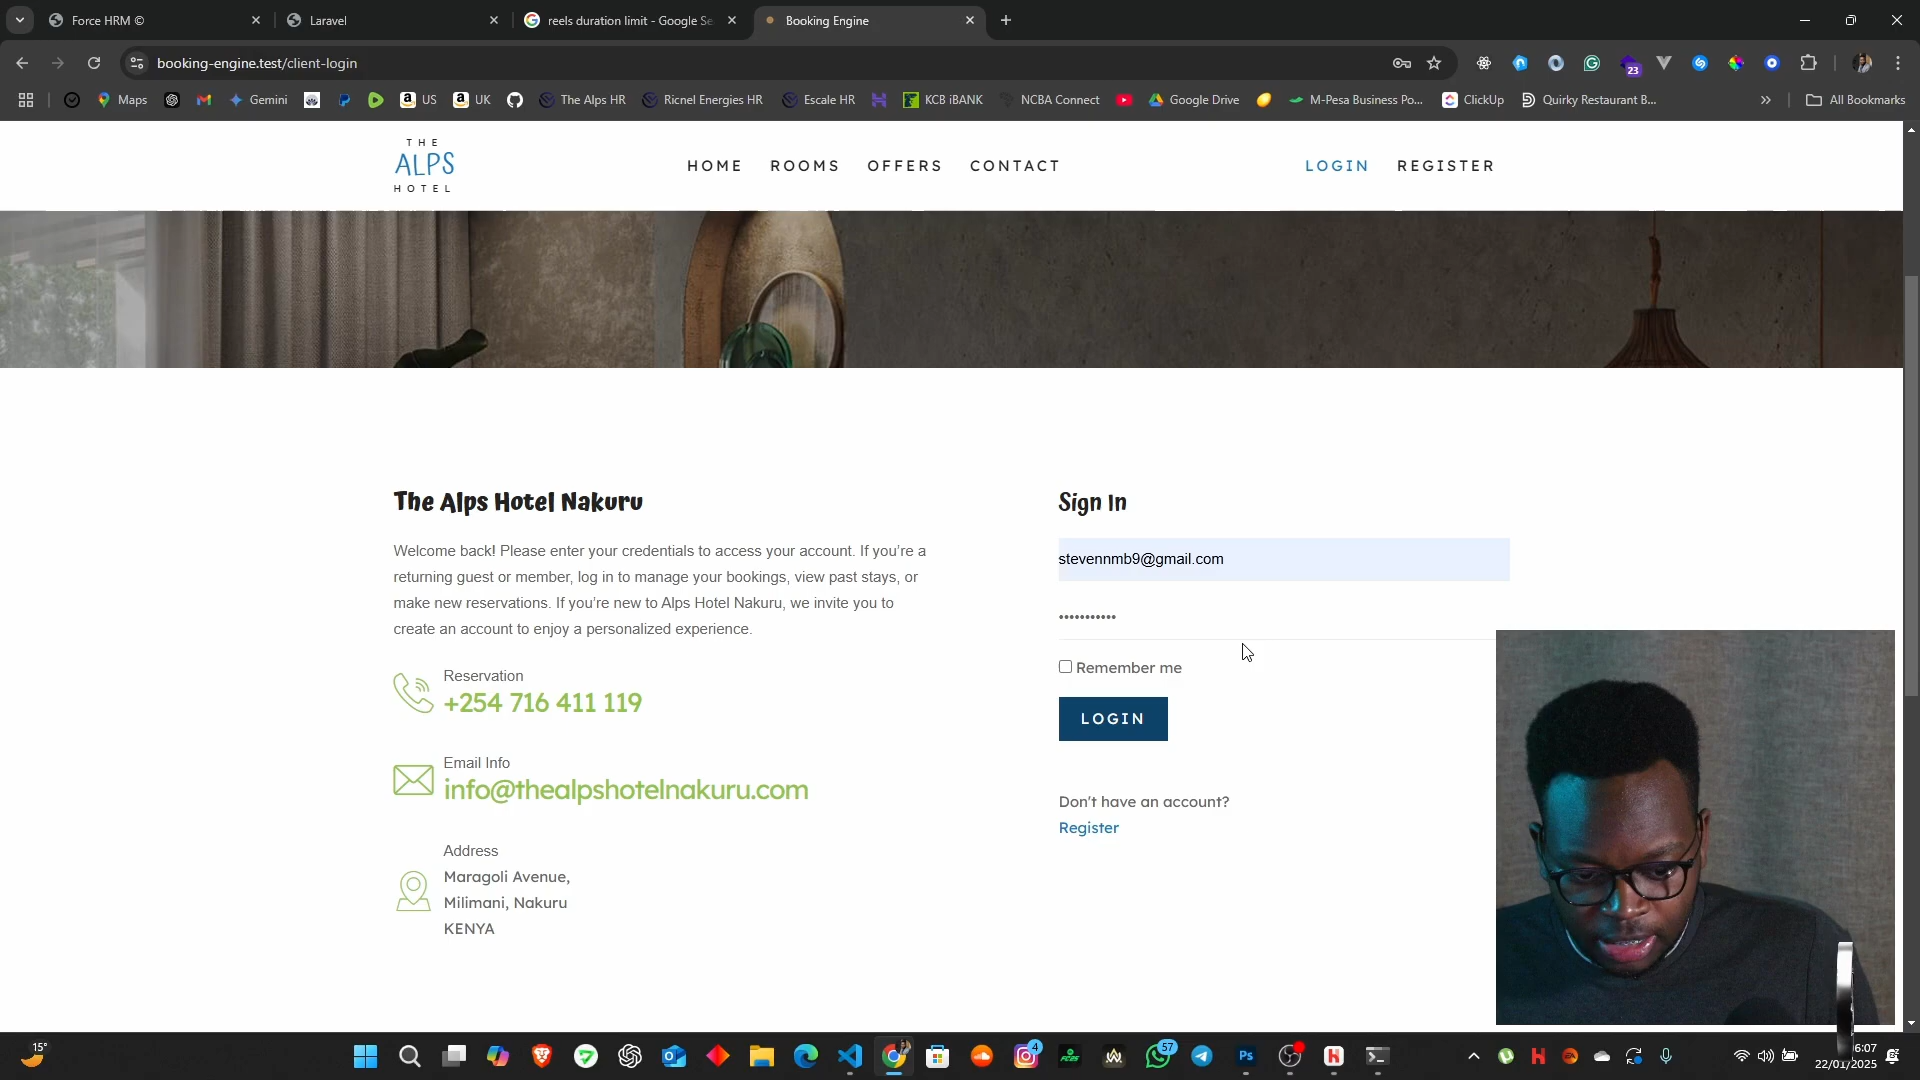 Force HRM ©
Laravel
reels duration limit - Google Se
Booking Engine
booking-engine.test/client-login
23
Maps
Gemini
US
UK
The Alps HR
Ricnel Energies HR
Escale HR
KCB iBANK
NCBA Connect
Google Drive
M-Pesa Business Po...
ClickUp
Quirky Restaurant B...
All Bookmarks
THE
ALPS
HOTEL
HOME
ROOMS
OFFERS
CONTACT
LOGIN
REGISTER
The Alps Hotel Nakuru
Welcome back! Please enter your credentials to access your account. If you're a
returning guest or member, log in to manage your bookings, view past stays, or
make new reservations. If you're new to Alps Hotel Nakuru, we invite you to
create an account to enjoy a personalized experience.
Reservation
+254 716 411 119
Email Info
info@thealpshotelnakuru.com
Address
Maragoli Avenue,
Milimani, Nakuru
KENYA
Sign In
stevennmb9@gmail.com
•••••••••••
Remember me
LOGIN
Don't have an account?
Register
15°
4
57
6:07
22/01/2025